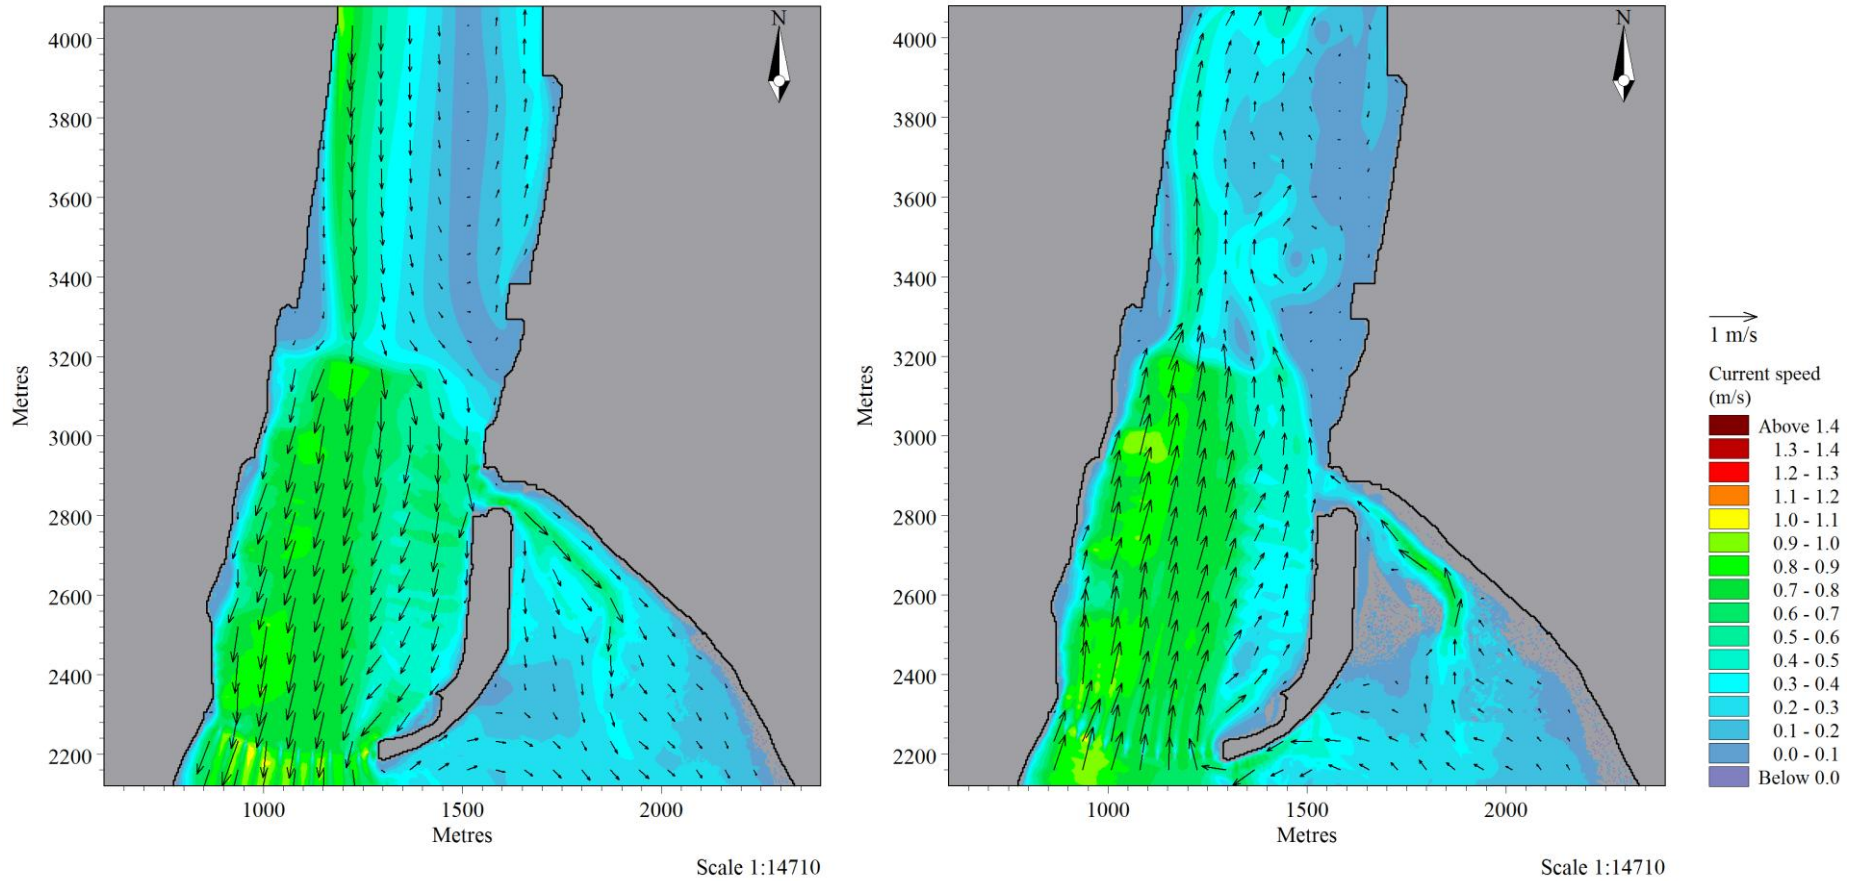 N
4000
3800
3600
3400
3200
3000
2800
2600
2400
2200
Metres
1000 1500 2000
Metres
Scale 1:14710
N
4000
3800
3600
3400
3200
3000
2800
2600
2400
2200
Metres
1000 1500 2000
Metres
Scale 1:14710
1 m/s
Current speed
(m/s)
Above 1.4
1.3 - 1.4
1.2 - 1.3
1.1 - 1.2
1.0 - 1.1
0.9 - 1.0
0.8 - 0.9
0.7 - 0.8
0.6 - 0.7
0.5 - 0.6
0.4 - 0.5
0.3 - 0.4
0.2 - 0.3
0.1 - 0.2
0.0 - 0.1
Below 0.0